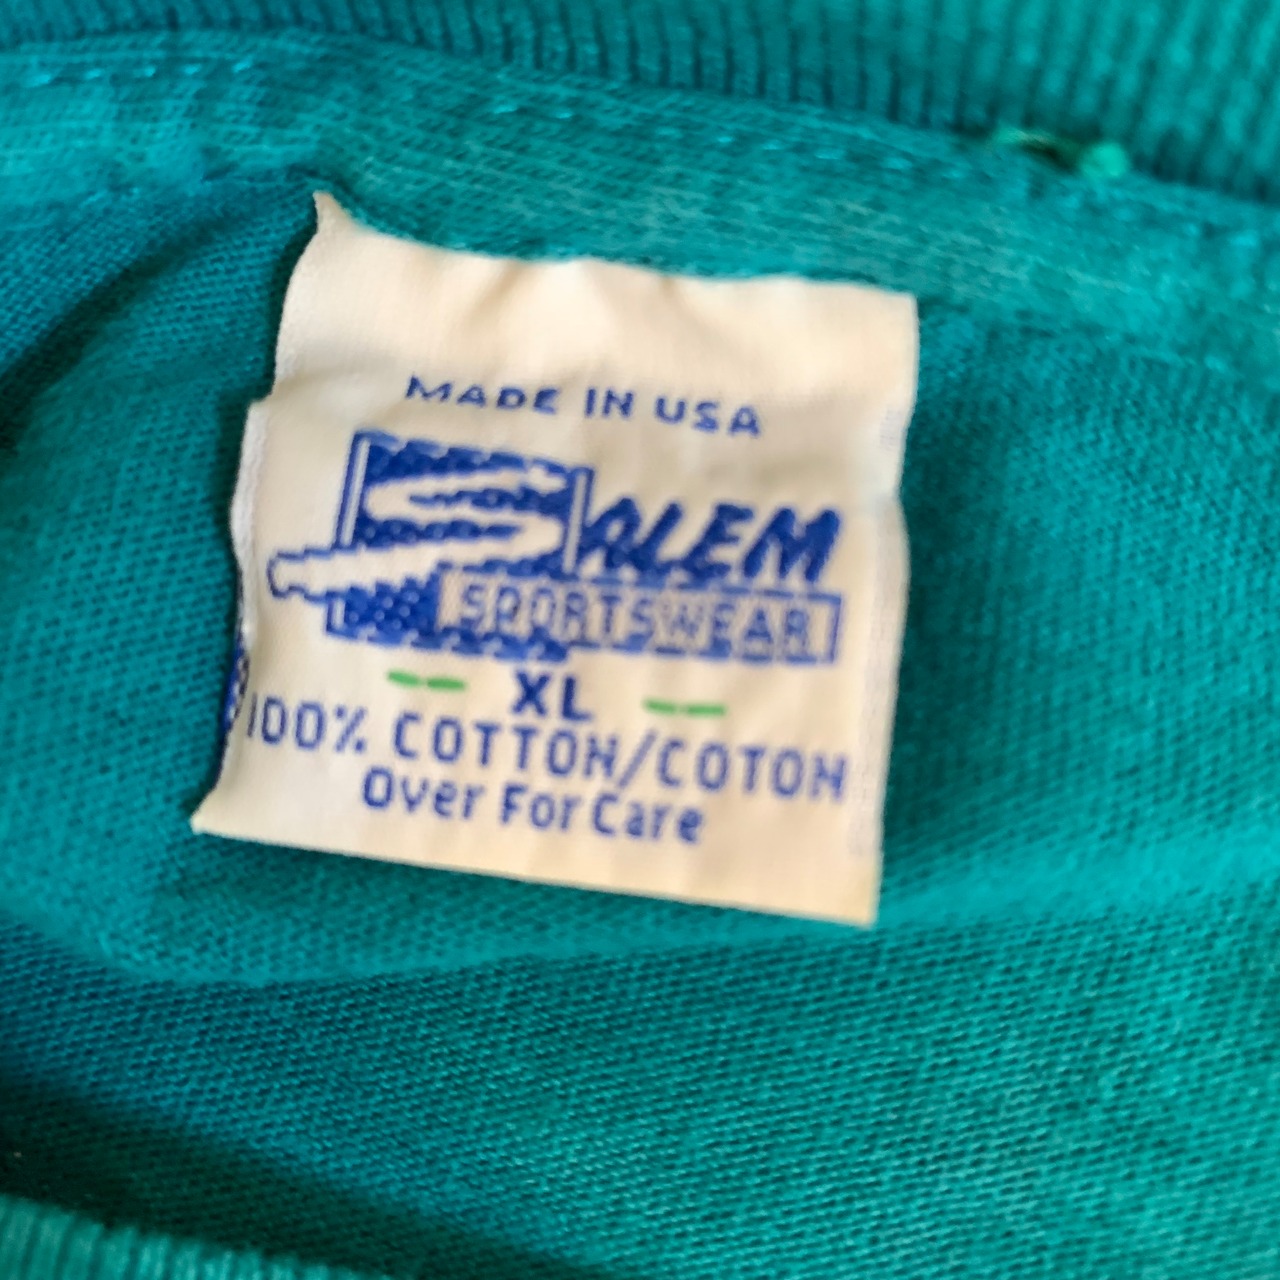 MADE IN USA
SALEM
SPORTSWEAR
XL
100% COTTON/COTON
Over For Care